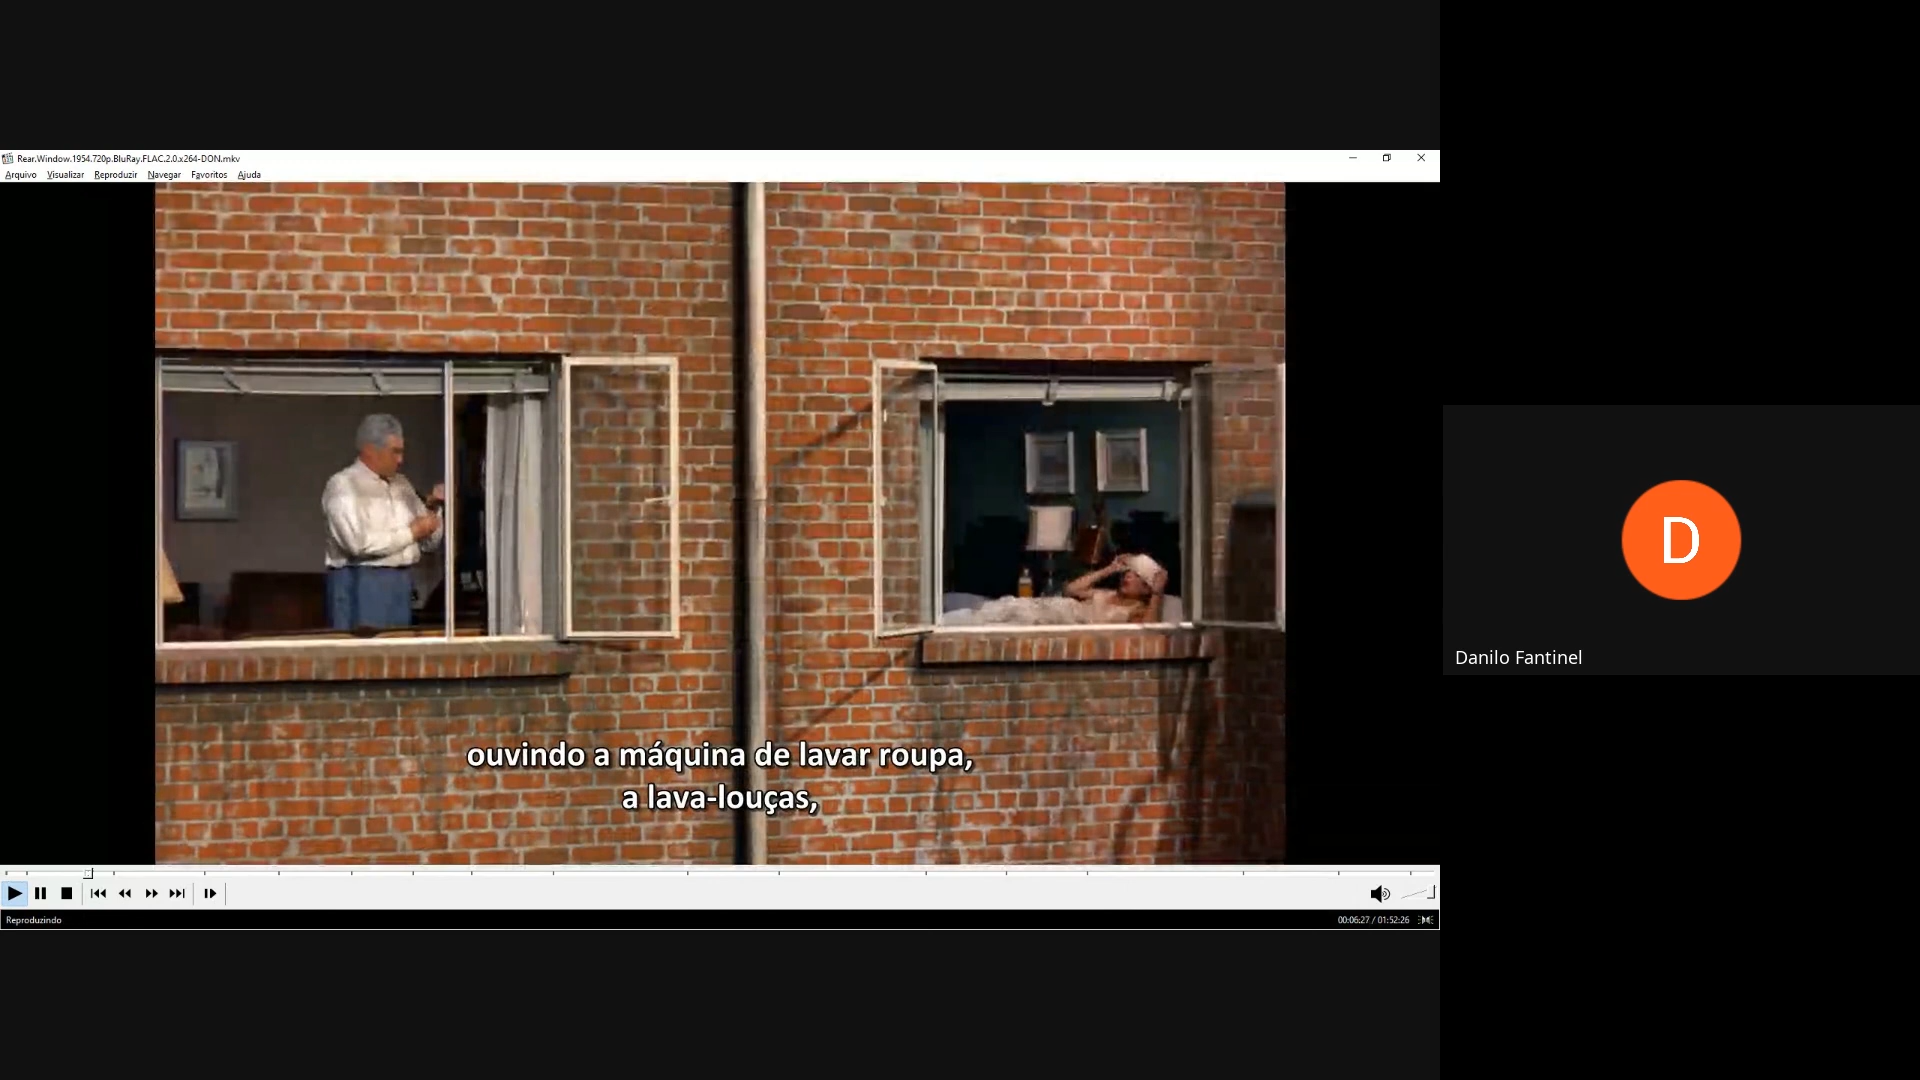 Rear.Window.1954.720p.BluRay.FLAC.2.0.x264-DON.mkv
Arquivo Visualizar Reproduzir Navegar Favoritos Ajuda
ouvindo a máquina de lavar roupa,
a lava-louças,
Reproduzindo
00:06:27 / 01:52:26
D
Danilo Fantinel